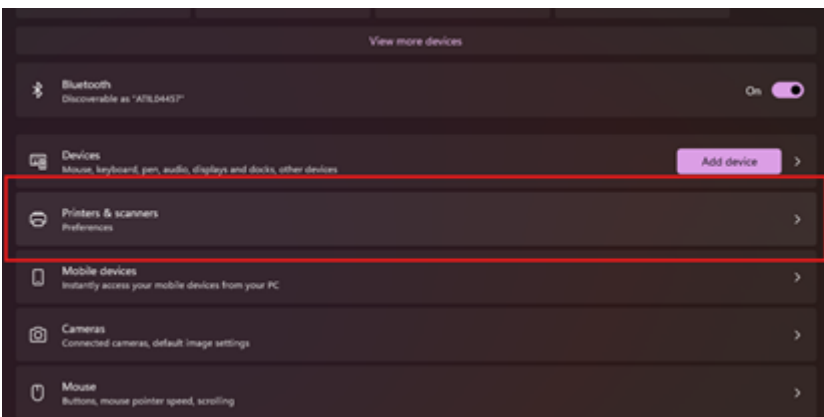 View more devices
Bluetooth
Discoverable as "ATIL04457"
On
Devices
Mouse, keyboard, pen, audio, displays and docks, other devices
Add device
Printers & scanners
Preferences
Mobile devices
Instantly access your mobile devices from your PC
Cameras
Connected cameras, default image settings
Mouse
Buttons, mouse pointer speed, scrolling